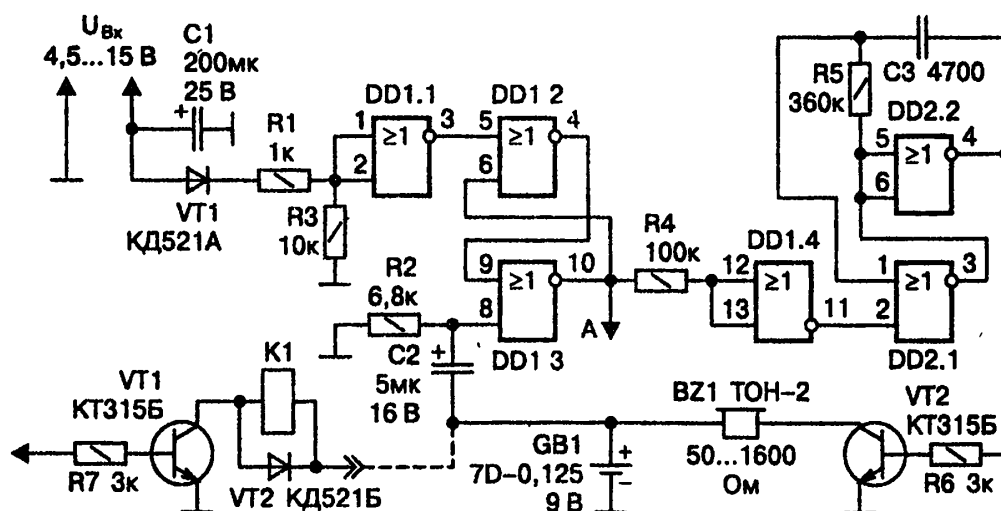 Uвх
4,5...15 В
C1
200мк
25 В
VT1
КД521А
R1
1к
R3
10к
1
2
DD1.1
≥1
3
DD1 2
5
6
≥1
4
R2
6,8к
C2
5мк
16 В
9
8
≥1
10
DD1 3
A
R4
100к
DD1.4
12
13
≥1
11
R5
360к
C3 4700
DD2.2
5
6
≥1
4
1
2
≥1
3
DD2.1
VT1
КТ315Б
R7 3к
K1
VT2 КД521Б
GB1
7D–0,125
9 В
BZ1 ТОН–2
50...1600
Ом
VT2
КТ315Б
R6 3к